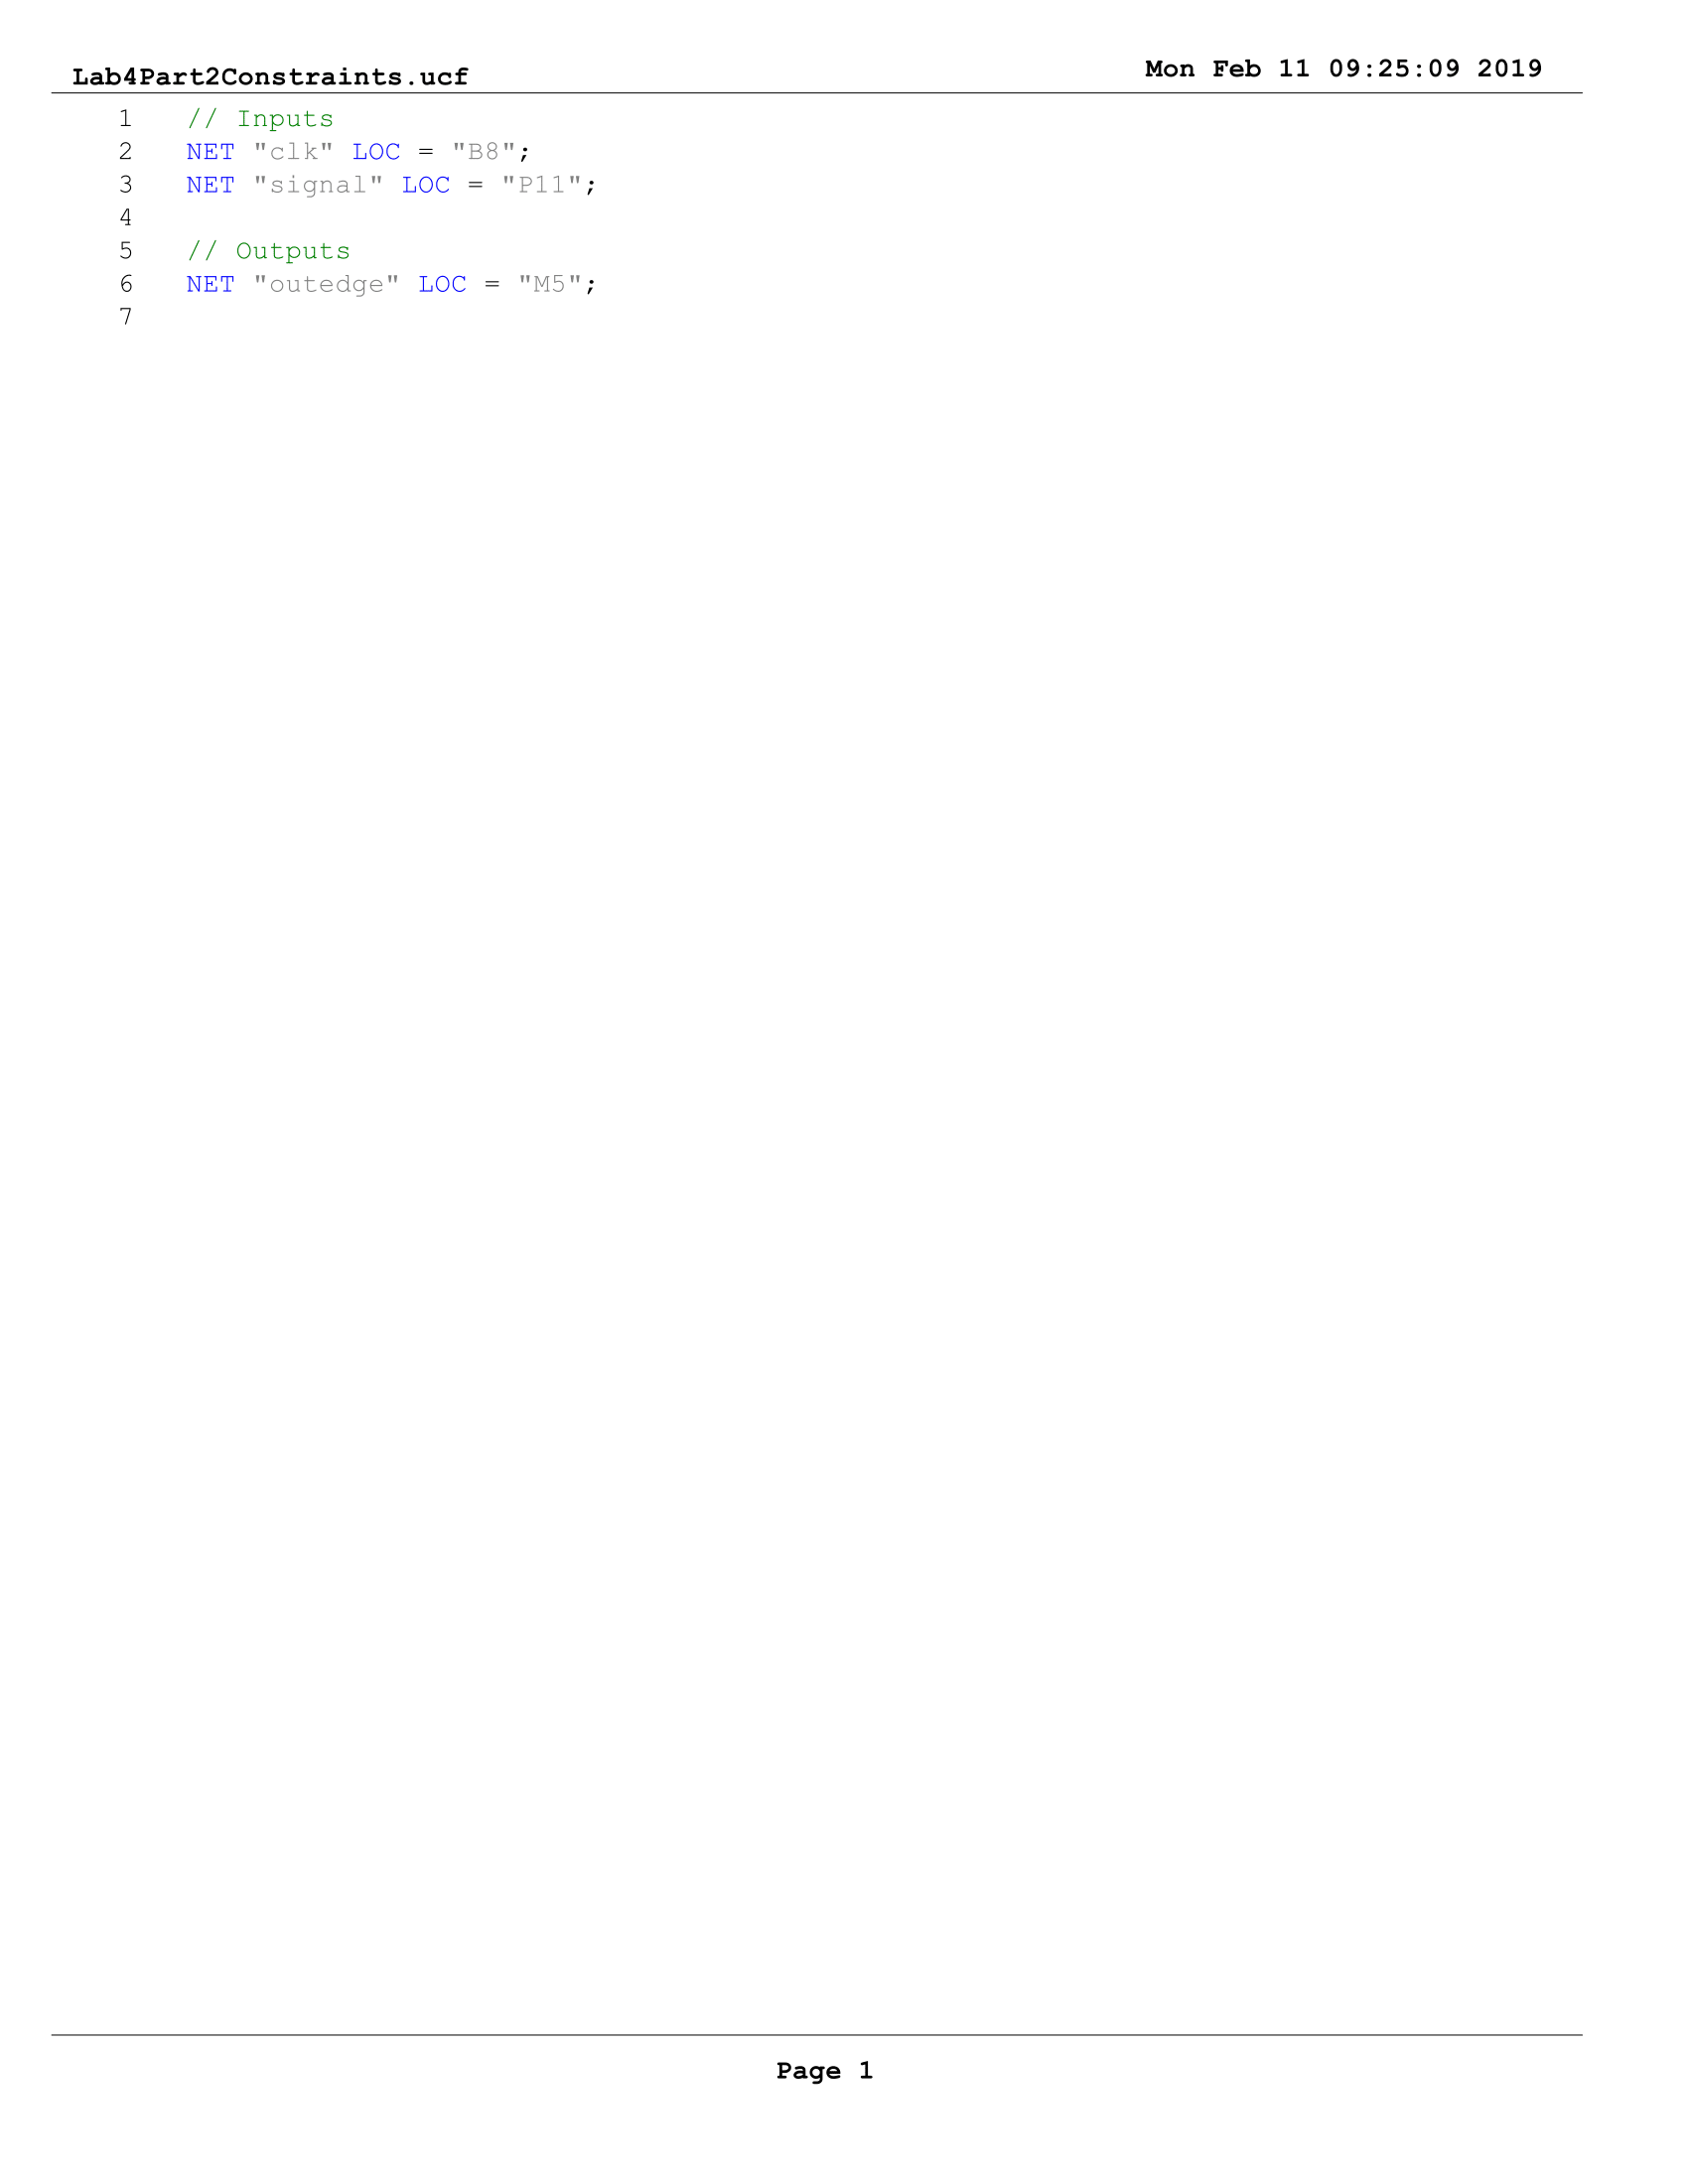 Lab4Part2Constraints.ucf
Mon Feb 11 09:25:09 2019
1 // Inputs
2 NET "clk" LOC = "B8";
3 NET "signal" LOC = "P11";
4
5 // Outputs
6 NET "outedge" LOC = "M5";
7
Page 1